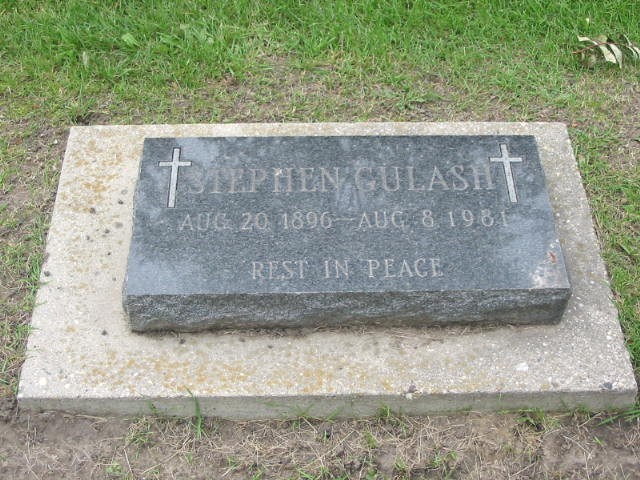 STEPHEN GULASH
AUG. 20, 1896 — AUG. 8, 1981
REST IN PEACE